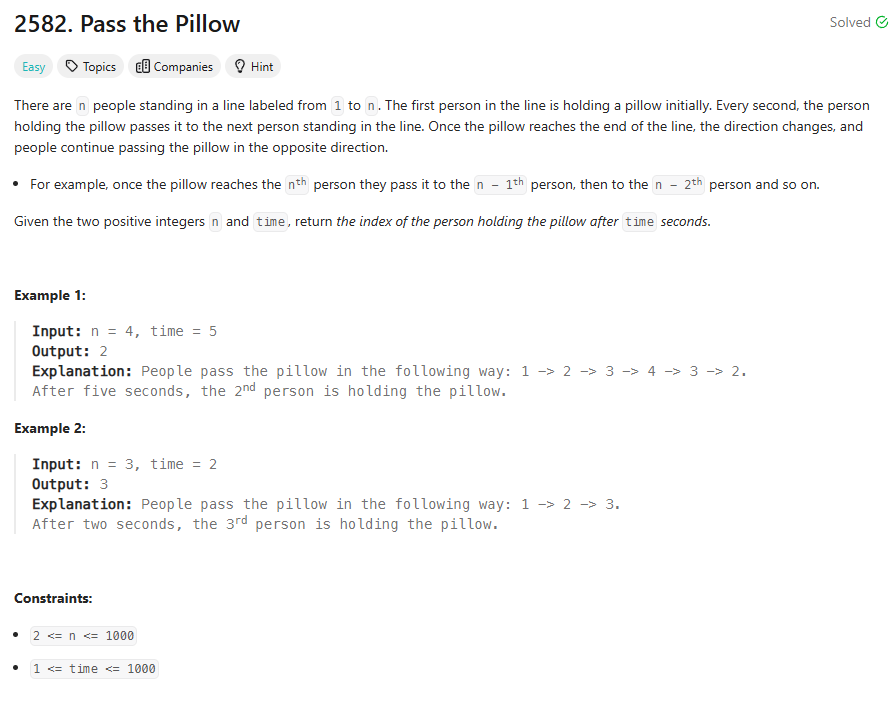 2582. Pass the Pillow
Solved
Easy
Topics
Companies
Hint
There are n people standing in a line labeled from 1 to n. The first person in the line is holding a pillow initially. Every second, the person
holding the pillow passes it to the next person standing in the line. Once the pillow reaches the end of the line, the direction changes, and
people continue passing the pillow in the opposite direction.
• For example, once the pillow reaches the nth person they pass it to the n - 1th person, then to the n - 2th person and so on.
Given the two positive integers n and time, return the index of the person holding the pillow after time seconds.
Example 1:
Input: n = 4, time = 5
Output: 2
Explanation: People pass the pillow in the following way: 1 -> 2 -> 3 -> 4 -> 3 -> 2.
After five seconds, the 2nd person is holding the pillow.
Example 2:
Input: n = 3, time = 2
Output: 3
Explanation: People pass the pillow in the following way: 1 -> 2 -> 3.
After two seconds, the 3rd person is holding the pillow.
Constraints:
• 2 <= n <= 1000
• 1 <= time <= 1000